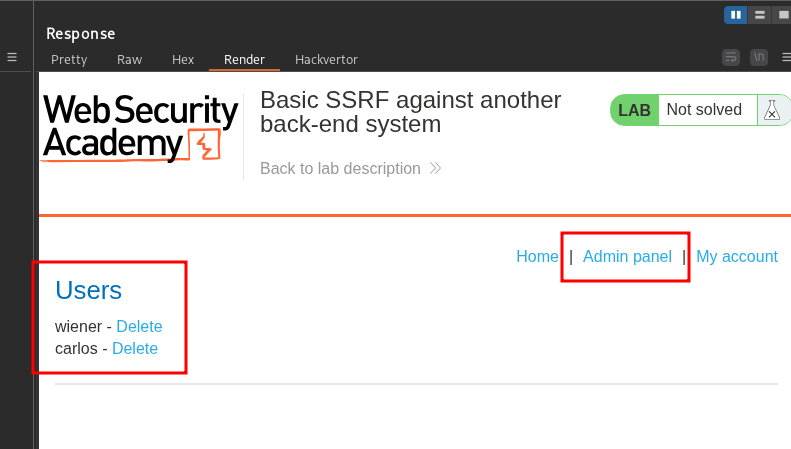 Response
Pretty Raw Hex Render Hackvertor
\n
Web Security
Academy
Basic SSRF against another
back-end system
LAB Not solved
Back to lab description
Home | Admin panel | My account
Users
wiener - Delete
carlos - Delete